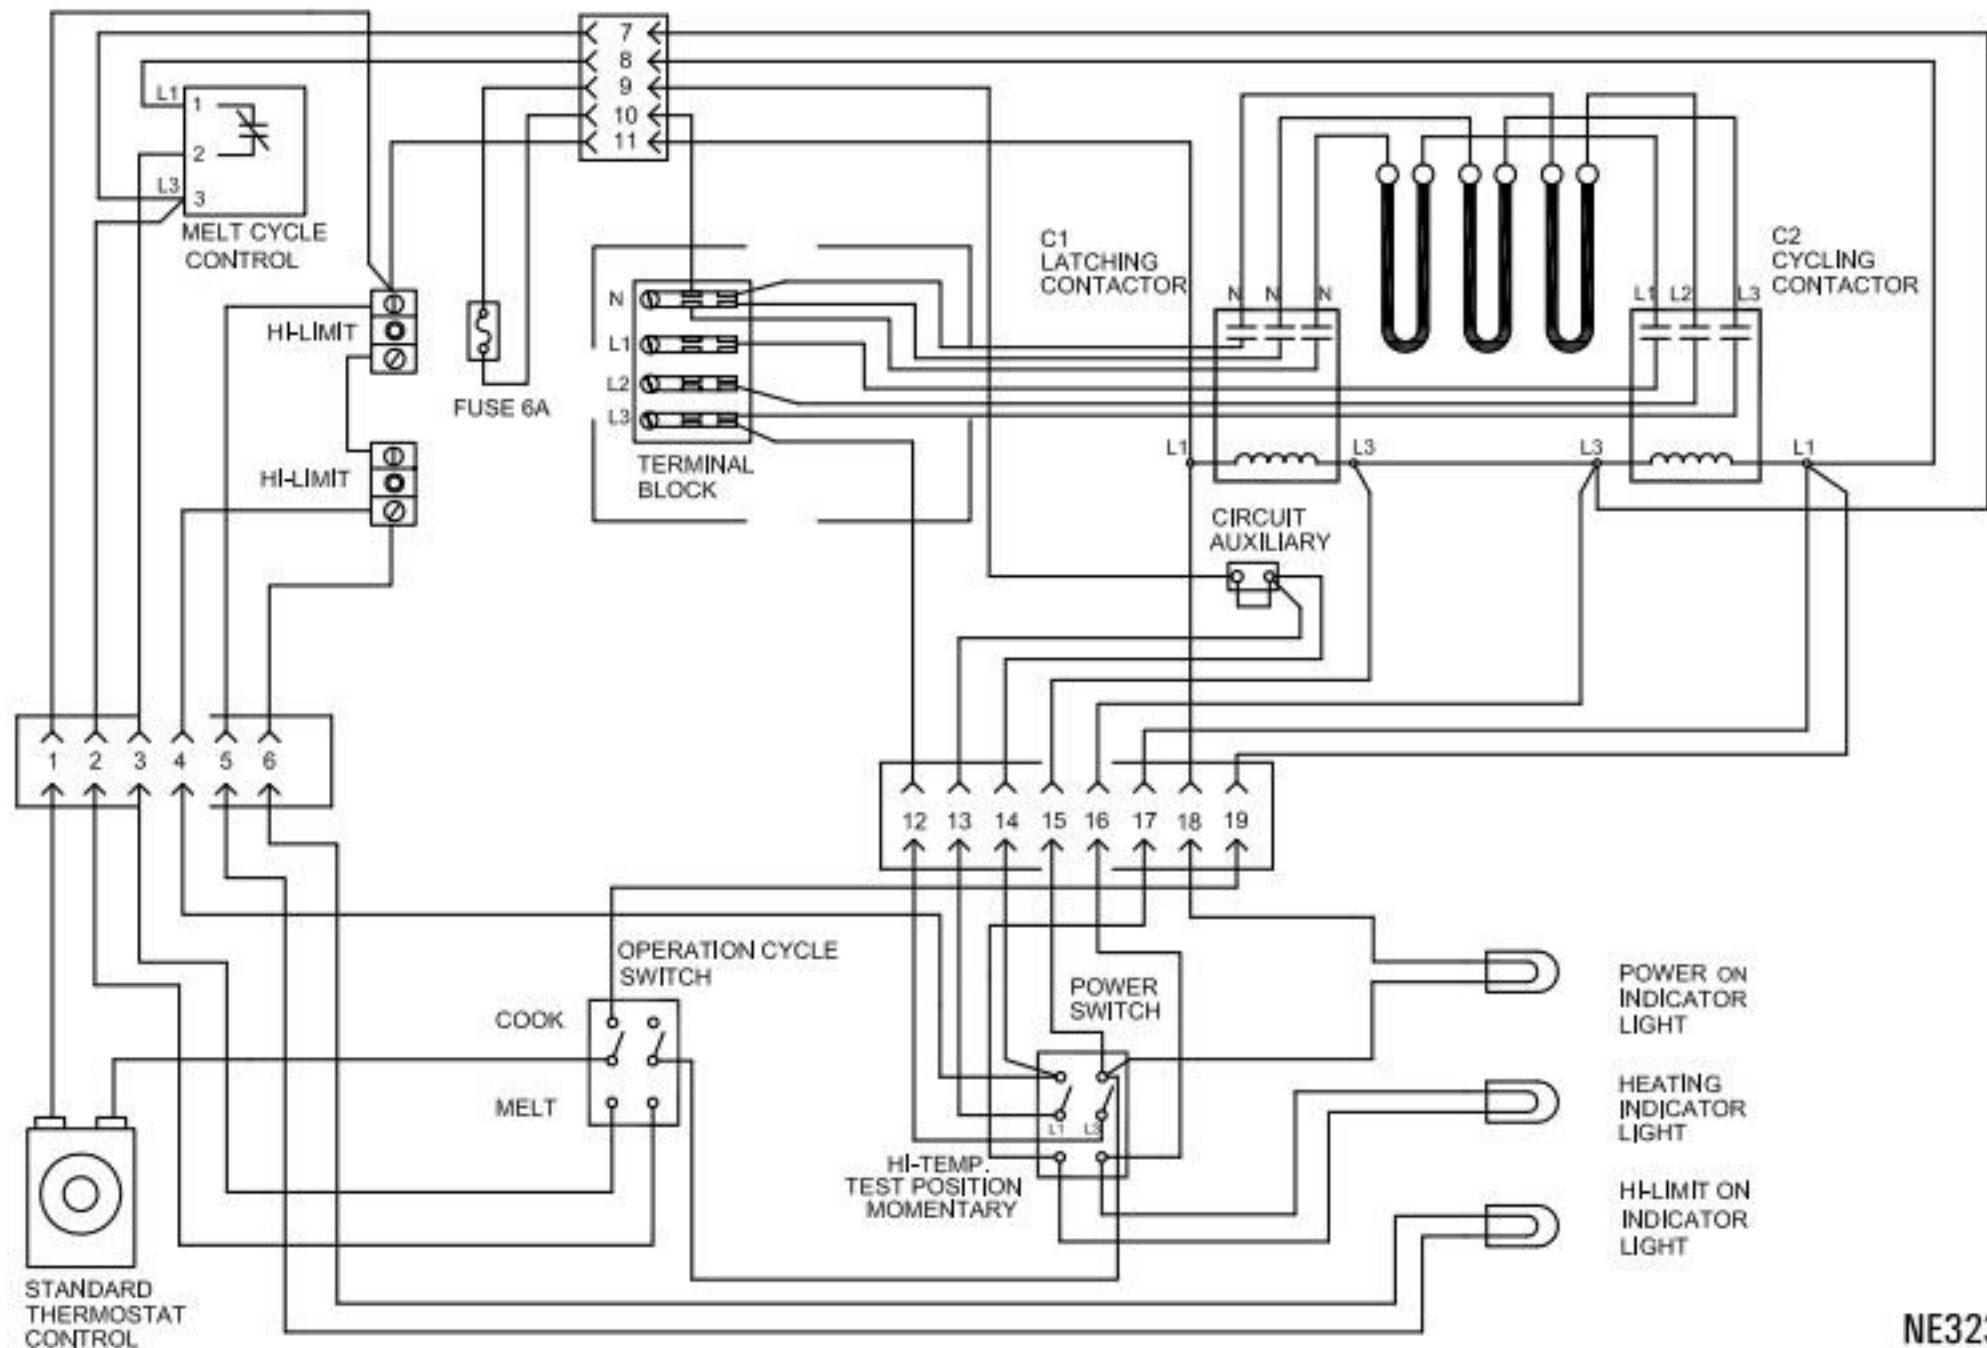 7
8
9
10
11
L1 1
2
L3
3
MELT CYCLE
CONTROL
HI-LIMIT
HI-LIMIT
FUSE 6A
N
L1
L2
L3
TERMINAL
BLOCK
C1
LATCHING
CONTACTOR
N N N
C2
CYCLING
CONTACTOR
L1 L2 L3
L1 L3
L3 L1
CIRCUIT
AUXILIARY
1 2 3 4 5 6
12 13 14 15 16 17 18 19
OPERATION CYCLE
SWITCH
COOK
MELT
POWER
SWITCH
L1 L3
HI-TEMP.
TEST POSITION
MOMENTARY
POWER ON
INDICATOR
LIGHT
HEATING
INDICATOR
LIGHT
HI-LIMIT ON
INDICATOR
LIGHT
STANDARD
THERMOSTAT
CONTROL